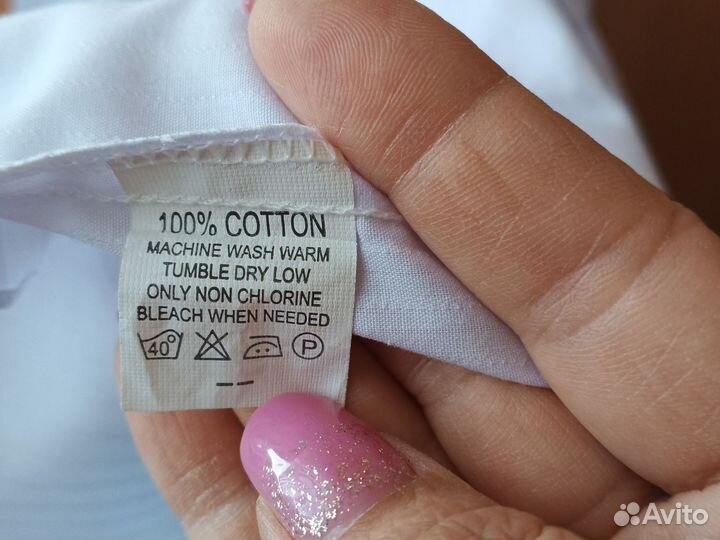 100% COTTON
MACHINE WASH WARM
TUMBLE DRY LOW
ONLY NON CHLORINE
BLEACH WHEN NEEDED
40° P
Avito